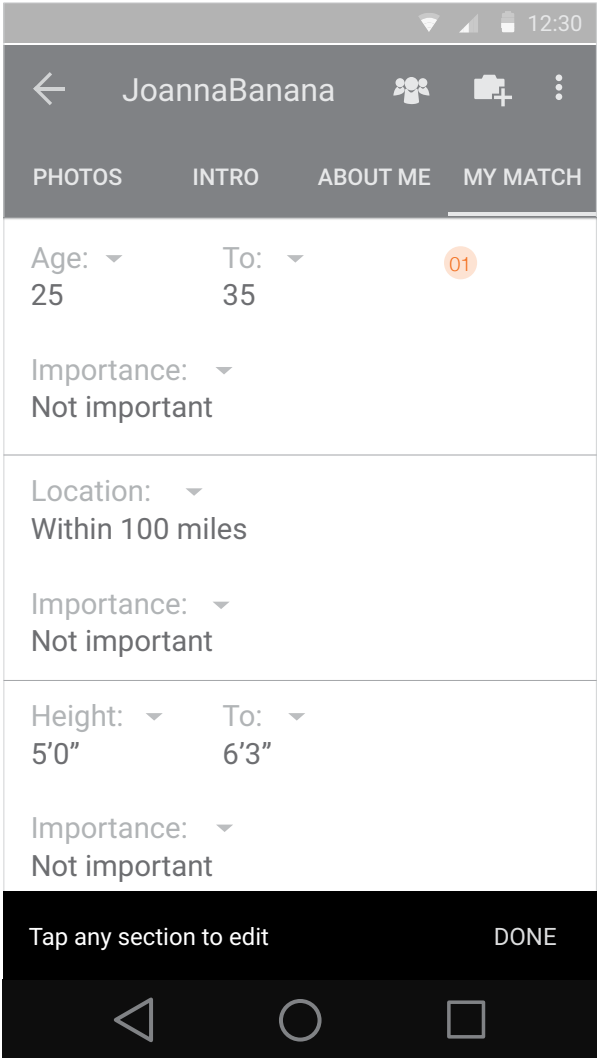 12:30
JoannaBanana
PHOTOS INTRO ABOUT ME MY MATCH
Age: To: 01
25 35
Importance:
Not important
Location:
Within 100 miles
Importance:
Not important
Height: To:
5’0” 6’3”
Importance:
Not important
Tap any section to edit DONE